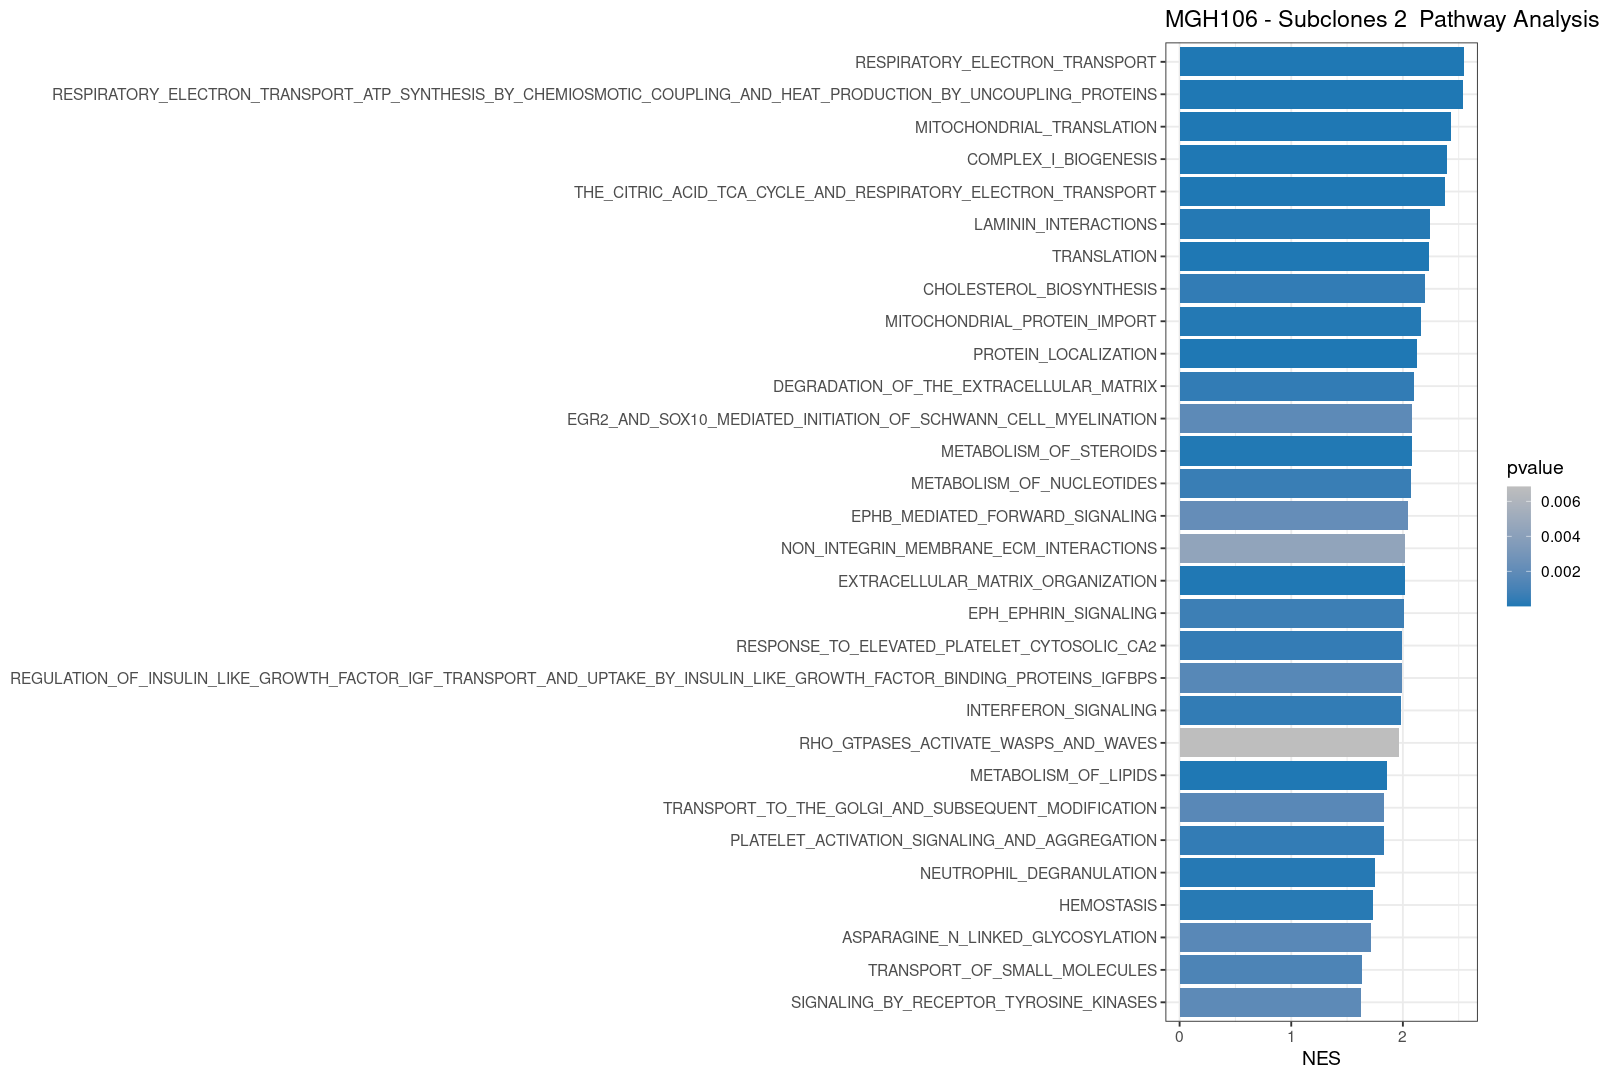 MGH106 - Subclones 2  Pathway Analysis
RESPIRATORY_ELECTRON_TRANSPORT
RESPIRATORY_ELECTRON_TRANSPORT_ATP_SYNTHESIS_BY_CHEMIOSMOTIC_COUPLING_AND_HEAT_PRODUCTION_BY_UNCOUPLING_PROTEINS
MITOCHONDRIAL_TRANSLATION
COMPLEX_I_BIOGENESIS
THE_CITRIC_ACID_TCA_CYCLE_AND_RESPIRATORY_ELECTRON_TRANSPORT
LAMININ_INTERACTIONS
TRANSLATION
CHOLESTEROL_BIOSYNTHESIS
MITOCHONDRIAL_PROTEIN_IMPORT
PROTEIN_LOCALIZATION
DEGRADATION_OF_THE_EXTRACELLULAR_MATRIX
EGR2_AND_SOX10_MEDIATED_INITIATION_OF_SCHWANN_CELL_MYELINATION
METABOLISM_OF_STEROIDS
METABOLISM_OF_NUCLEOTIDES
EPHB_MEDIATED_FORWARD_SIGNALING
NON_INTEGRIN_MEMBRANE_ECM_INTERACTIONS
EXTRACELLULAR_MATRIX_ORGANIZATION
EPH_EPHRIN_SIGNALING
RESPONSE_TO_ELEVATED_PLATELET_CYTOSOLIC_CA2
REGULATION_OF_INSULIN_LIKE_GROWTH_FACTOR_IGF_TRANSPORT_AND_UPTAKE_BY_INSULIN_LIKE_GROWTH_FACTOR_BINDING_PROTEINS_IGFBPS
INTERFERON_SIGNALING
RHO_GTPASES_ACTIVATE_WASPS_AND_WAVES
METABOLISM_OF_LIPIDS
TRANSPORT_TO_THE_GOLGI_AND_SUBSEQUENT_MODIFICATION
PLATELET_ACTIVATION_SIGNALING_AND_AGGREGATION
NEUTROPHIL_DEGRANULATION
HEMOSTASIS
ASPARAGINE_N_LINKED_GLYCOSYLATION
TRANSPORT_OF_SMALL_MOLECULES
SIGNALING_BY_RECEPTOR_TYROSINE_KINASES
0 1 2
NES
pvalue
0.006
0.004
0.002